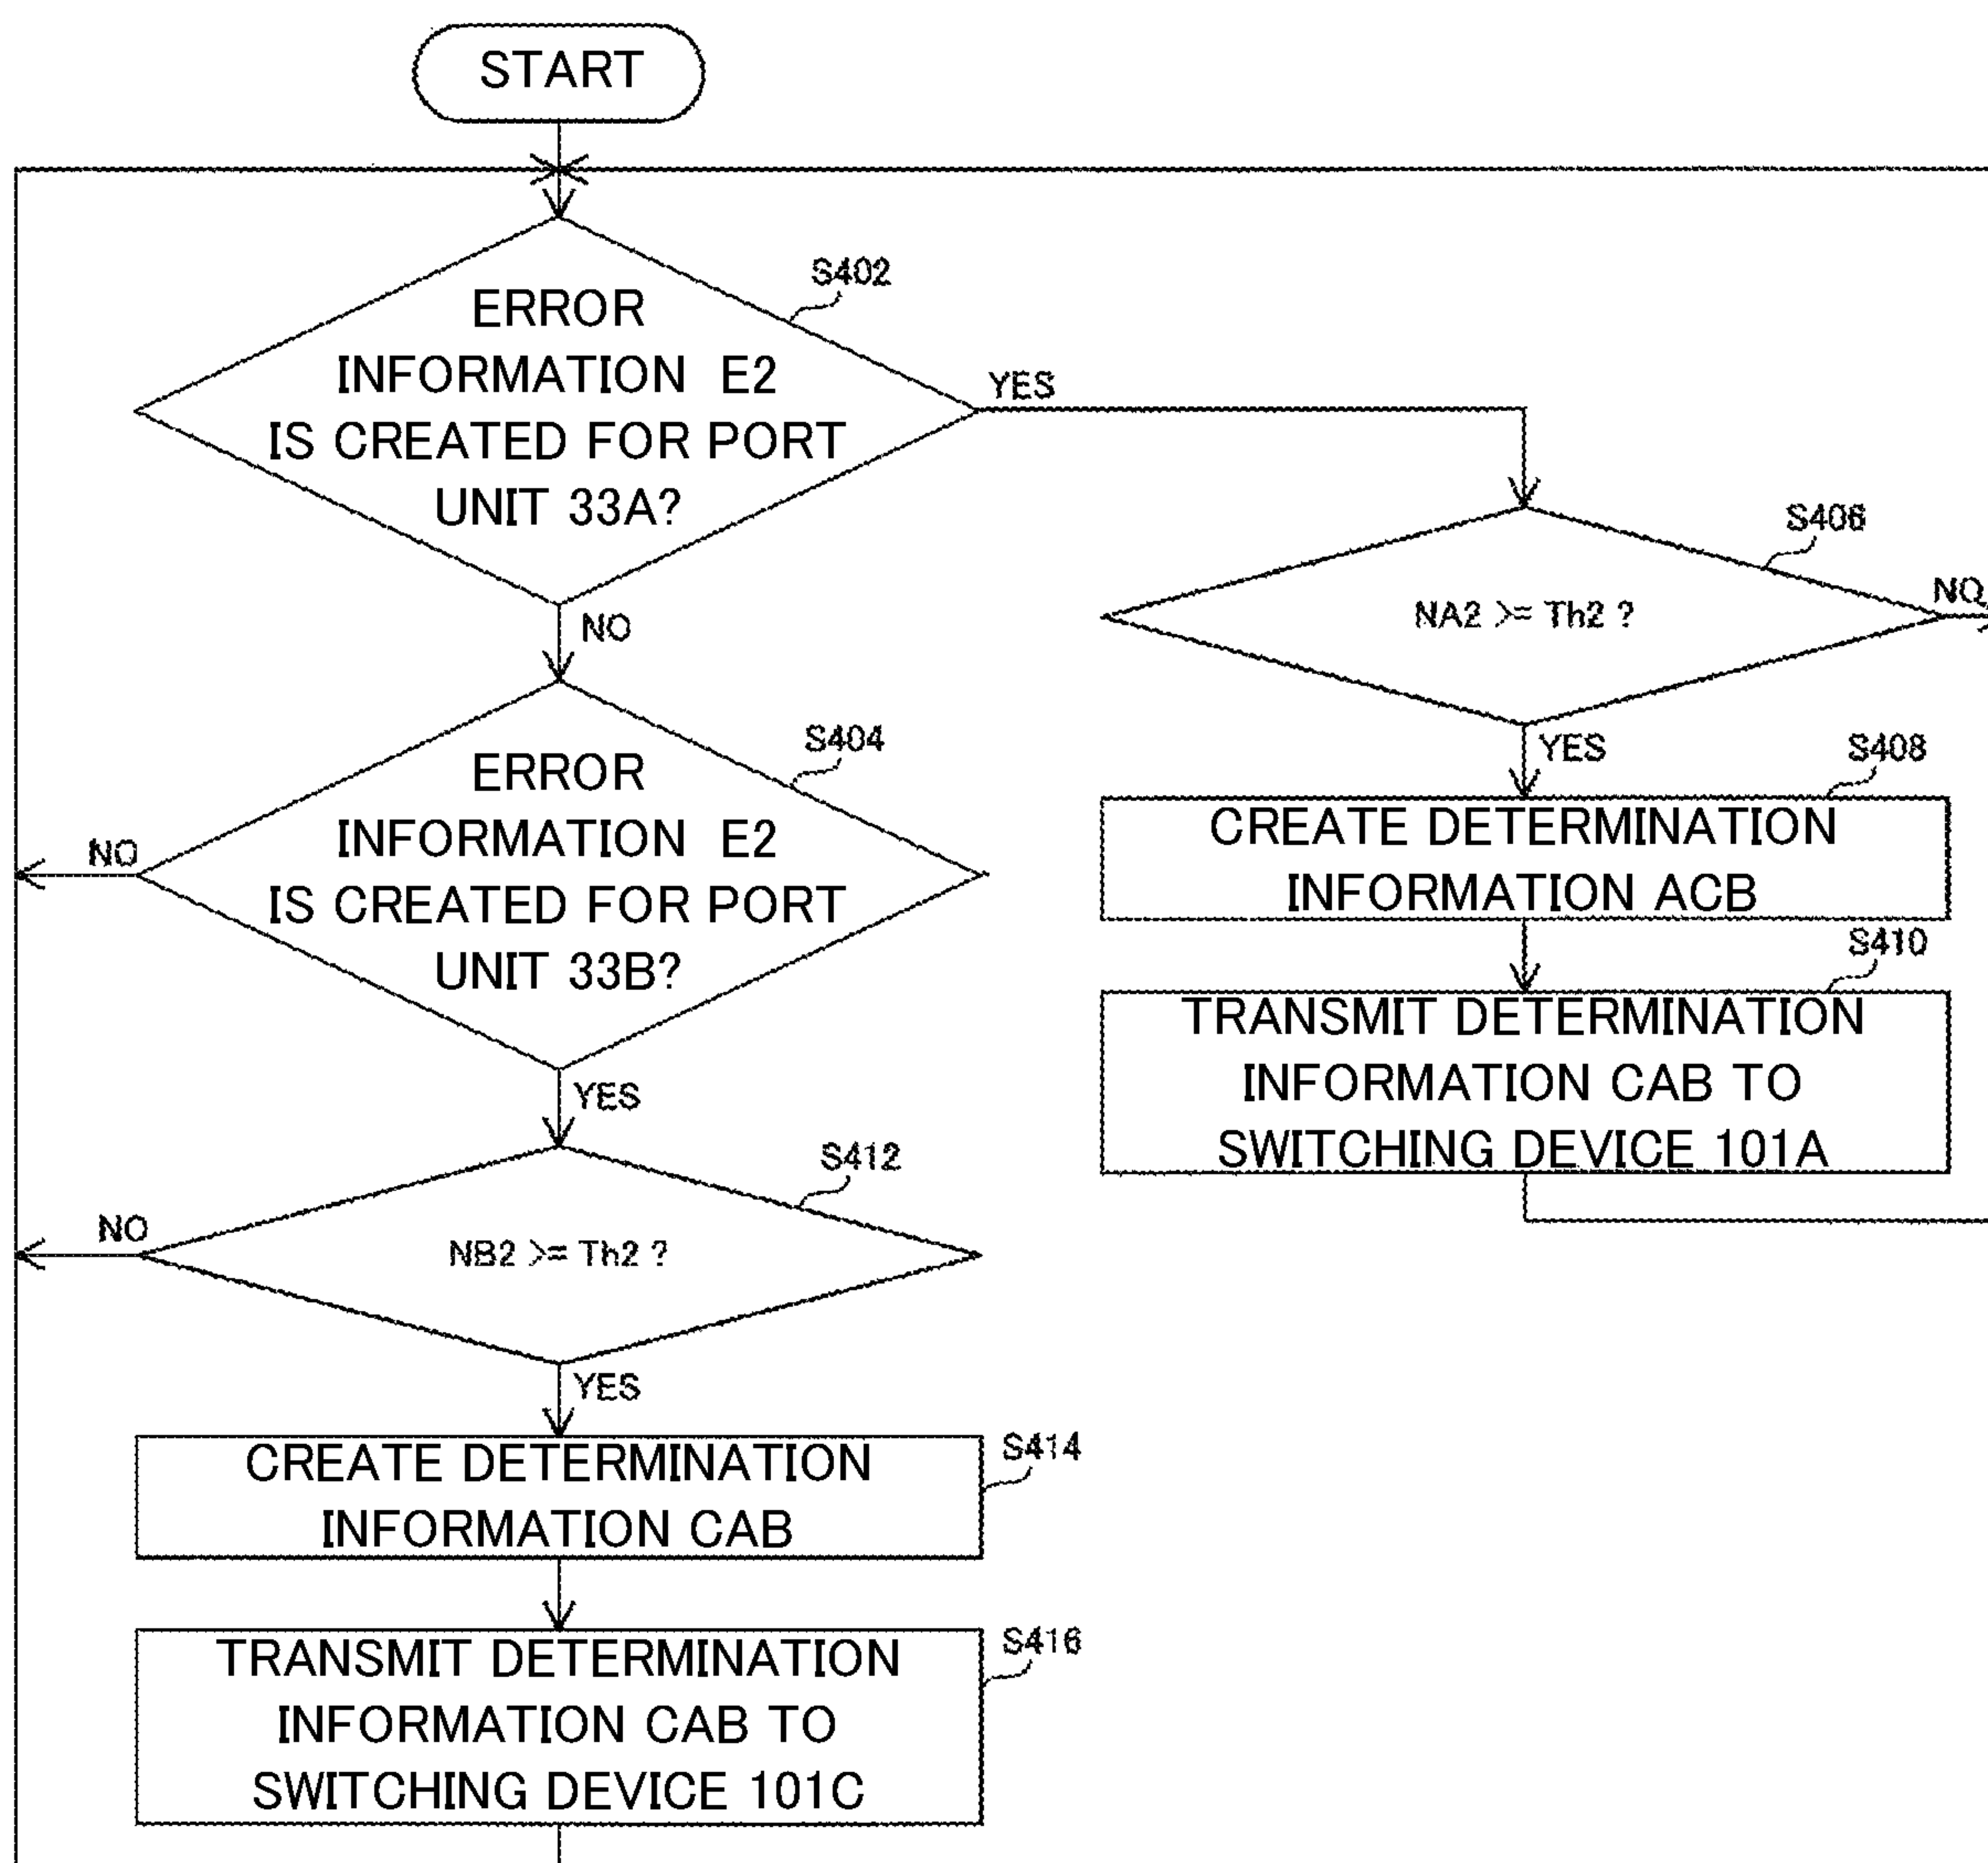 START
S402
ERROR
INFORMATION E2
IS CREATED FOR PORT
UNIT 33A?
YES
NO
S406
NA2 >= Th2 ?
NO
YES
S408
CREATE DETERMINATION
INFORMATION ACB
S410
TRANSMIT DETERMINATION
INFORMATION CAB TO
SWITCHING DEVICE 101A
S404
ERROR
INFORMATION E2
IS CREATED FOR PORT
UNIT 33B?
NO
YES
S412
NB2 >= Th2 ?
NO
YES
S414
CREATE DETERMINATION
INFORMATION CAB
S416
TRANSMIT DETERMINATION
INFORMATION CAB TO
SWITCHING DEVICE 101C